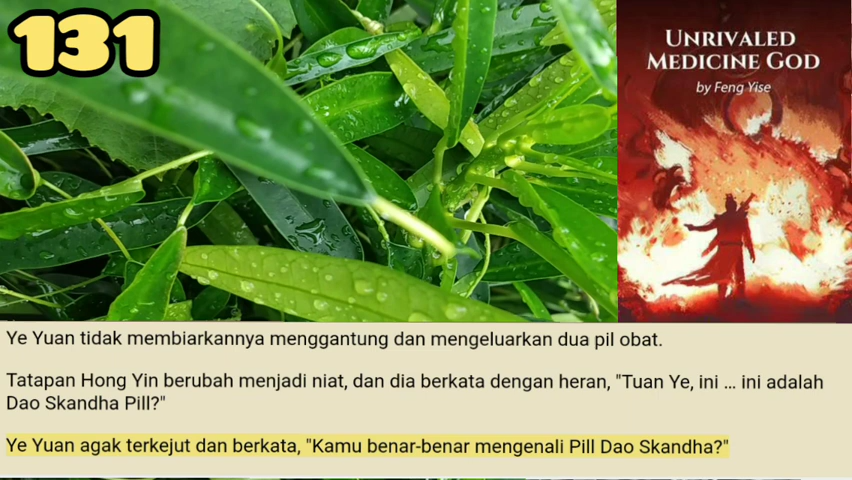 131
UNRIVALED
MEDICINE GOD
by Feng Yise
Ye Yuan tidak membiarkannya menggantung dan mengeluarkan dua pil obat.
Tatapan Hong Yin berubah menjadi niat, dan dia berkata dengan heran, "Tuan Ye, ini ... ini adalah
Dao Skandha Pill?"
Ye Yuan agak terkejut dan berkata, "Kamu benar-benar mengenali Pill Dao Skandha?"